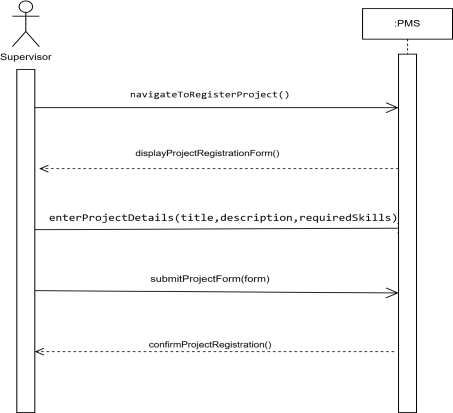 :PMS
Supervisor
navigateToRegisterProject()
displayProjectRegistrationForm()
enterProjectDetails(title,description,requiredSkills)
submitProjectForm(form)
confirmProjectRegistration()